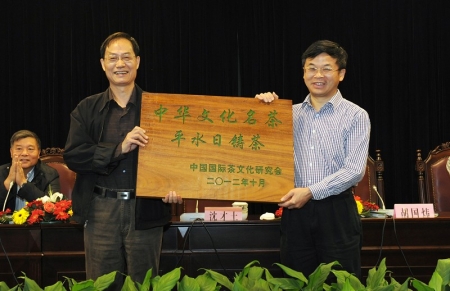 中华文化名茶
平水日铸茶
中国国际茶文化研究会
二〇一二年十月
沈才土
胡国林